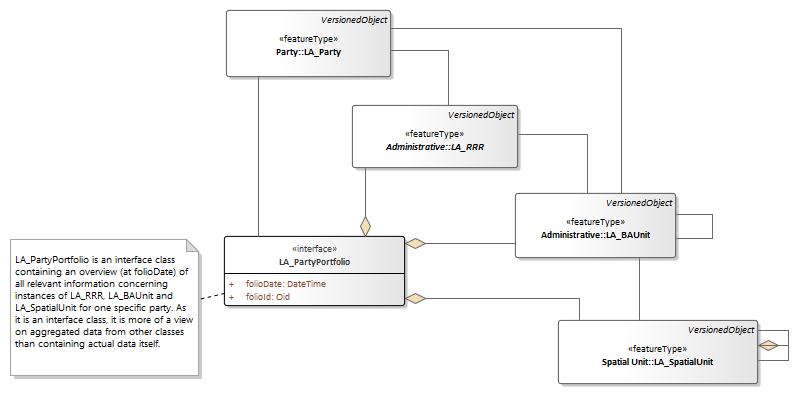 VersionedObject
«featureType»
Party::LA_Party
VersionedObject
«featureType»
Administrative::LA_RRR
VersionedObject
«featureType»
Administrative::LA_BAUnit
«interface»
LA_PartyPortfolio
+ folioDate: DateTime
+ folioId: Oid
LA_PartyPortfolio is an interface class
containing an overview (at folioDate) of
all relevant information concerning
instances of LA_RRR, LA_BAUnit and
LA_SpatialUnit for one specific party. As
it is an interface class, it is more of a view
on aggregated data from other classes
than containing actual data itself.
VersionedObject
«featureType»
Spatial Unit::LA_SpatialUnit